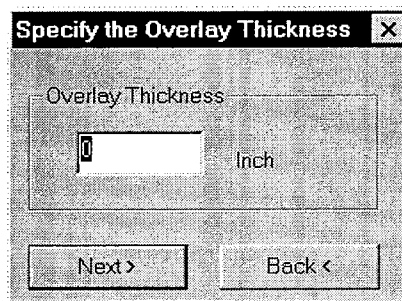 Specify the Overlay Thickness
Overlay Thickness
0 Inch
Next >
Back <